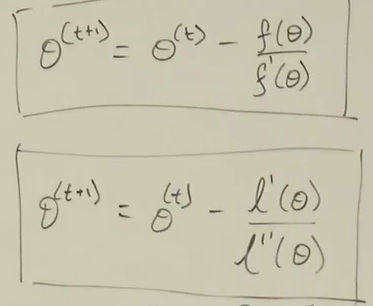 θ^(t+1) = θ^(t) - f(θ)/f'(θ)
θ^(t+1) = θ^(t) - l'(θ)/l''(θ)